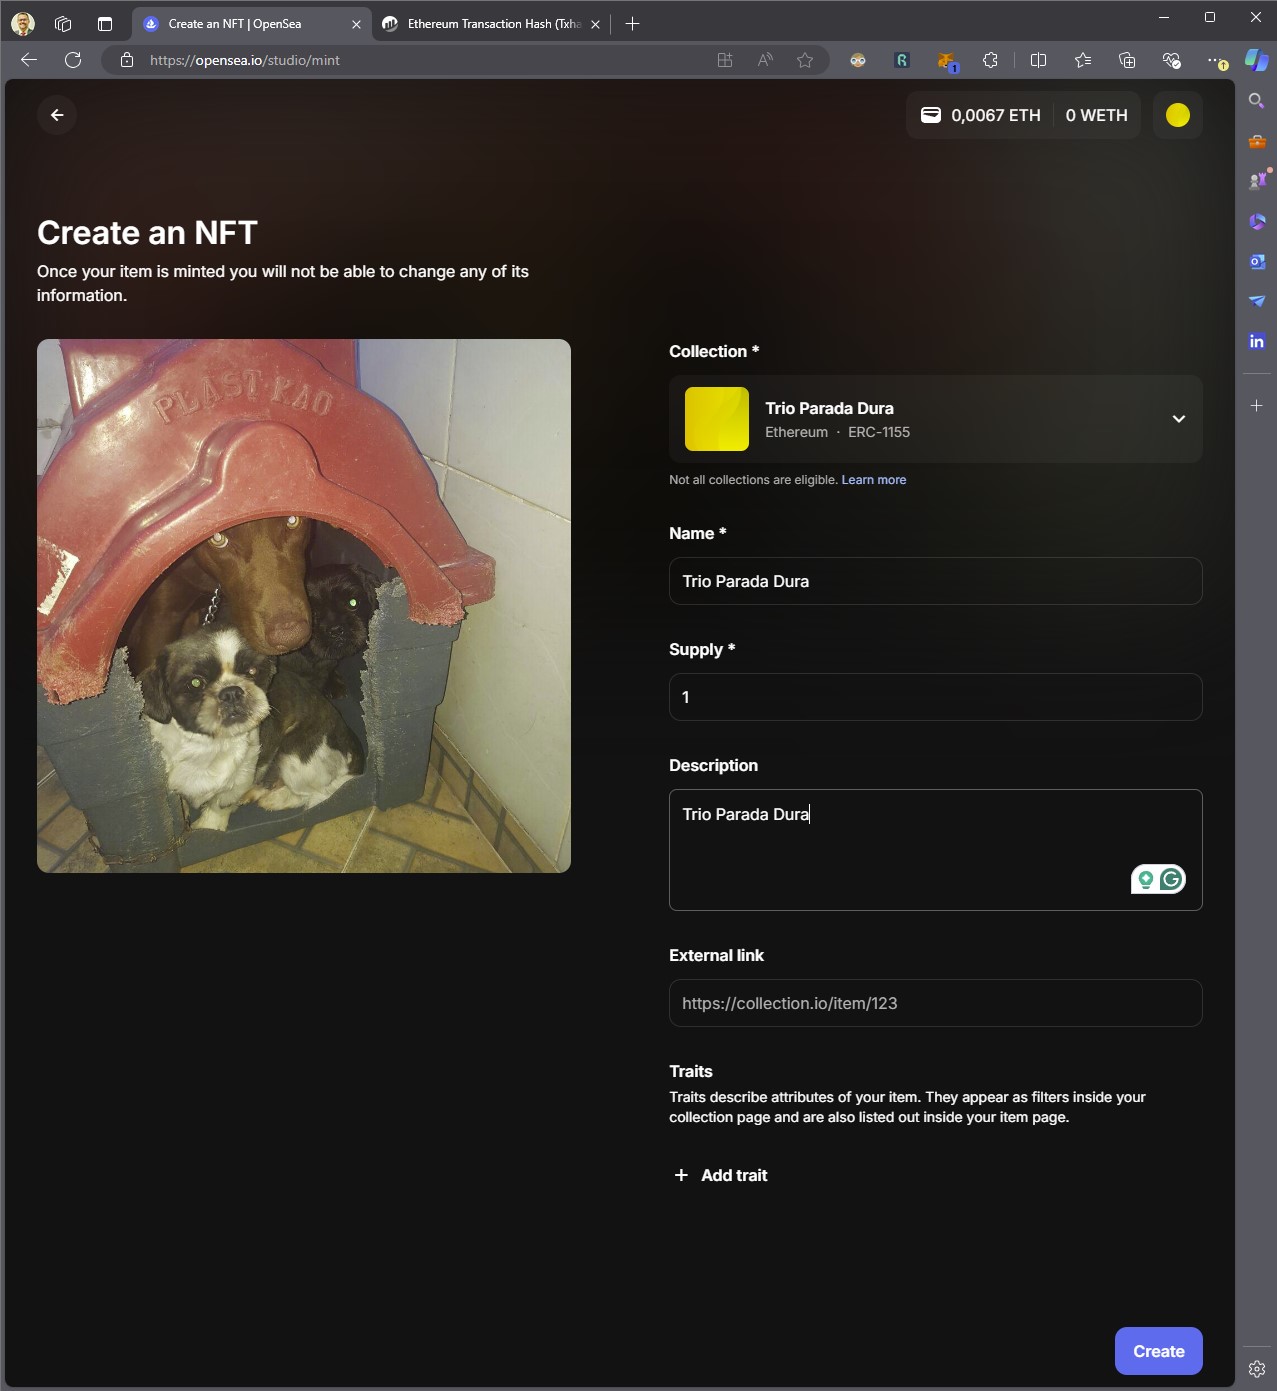 Create an NFT | OpenSea
Ethereum Transaction Hash (Txha
https://opensea.io/studio/mint
1
0,0067 ETH
0 WETH
Create an NFT
Once your item is minted you will not be able to change any of its
information.
PLAST-KÃO
Collection *
Trio Parada Dura
Ethereum · ERC-1155
Not all collections are eligible. Learn more
Name *
Trio Parada Dura
Supply *
1
Description
Trio Parada Dura
External link
https://collection.io/item/123
Traits
Traits describe attributes of your item. They appear as filters inside your
collection page and are also listed out inside your item page.
+ Add trait
Create
in